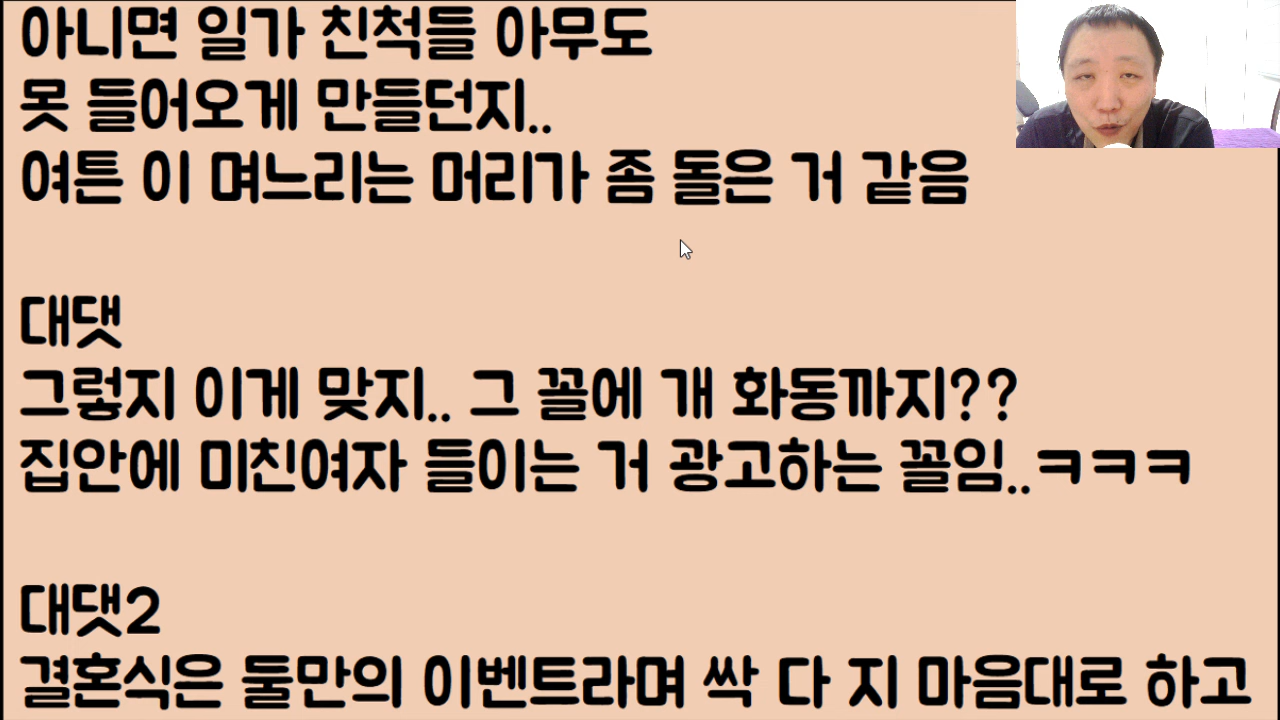 아니면 일가 친척들 아무도
못 들어오게 만들던지..
여튼 이 며느리는 머리가 좀 돌은 거 같음
대댓
그렇지 이게 맞지.. 그 꼴에 개 화동까지??
집안에 미친여자 들이는 거 광고하는 꼴임..ㅋㅋㅋ
대댓2
결혼식은 둘만의 이벤트라며 싹 다 지 마음대로 하고